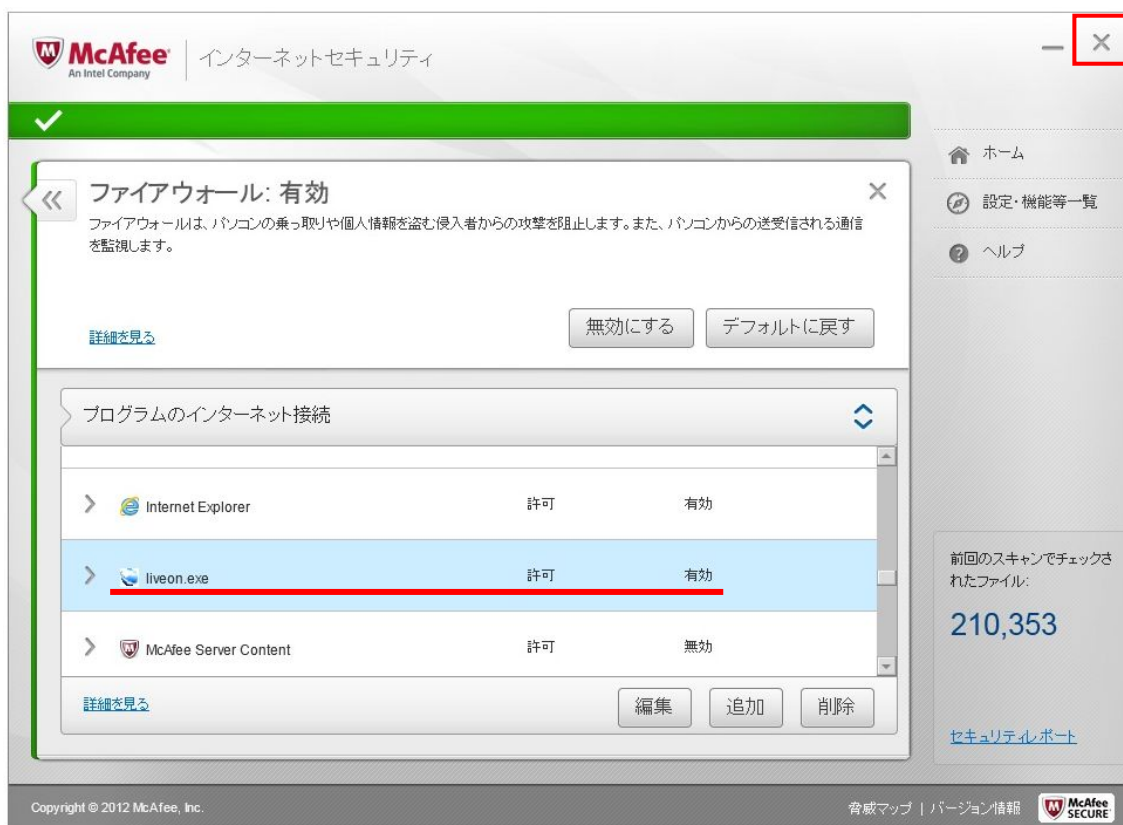 McAfee
An Intel Company
インターネットセキュリティ
ファイアウォール: 有効
ファイアウォールは、パソコンの乗っ取りや個人情報を盗む侵入者からの攻撃を阻止します。また、パソコンからの送受信される通信
を監視します。
詳細を見る
無効にする
デフォルトに戻す
プログラムのインターネット接続
Internet Explorer 許可 有効
liveon.exe 許可 有効
McAfee Server Content 許可 無効
詳細を見る
編集
追加
削除
ホーム
設定・機能等一覧
ヘルプ
前回のスキャンでチェックさ
れたファイル:
210,353
セキュリティレポート
Copyright © 2012 McAfee, Inc.
脅威マップ | バージョン情報
McAfee
SECURE